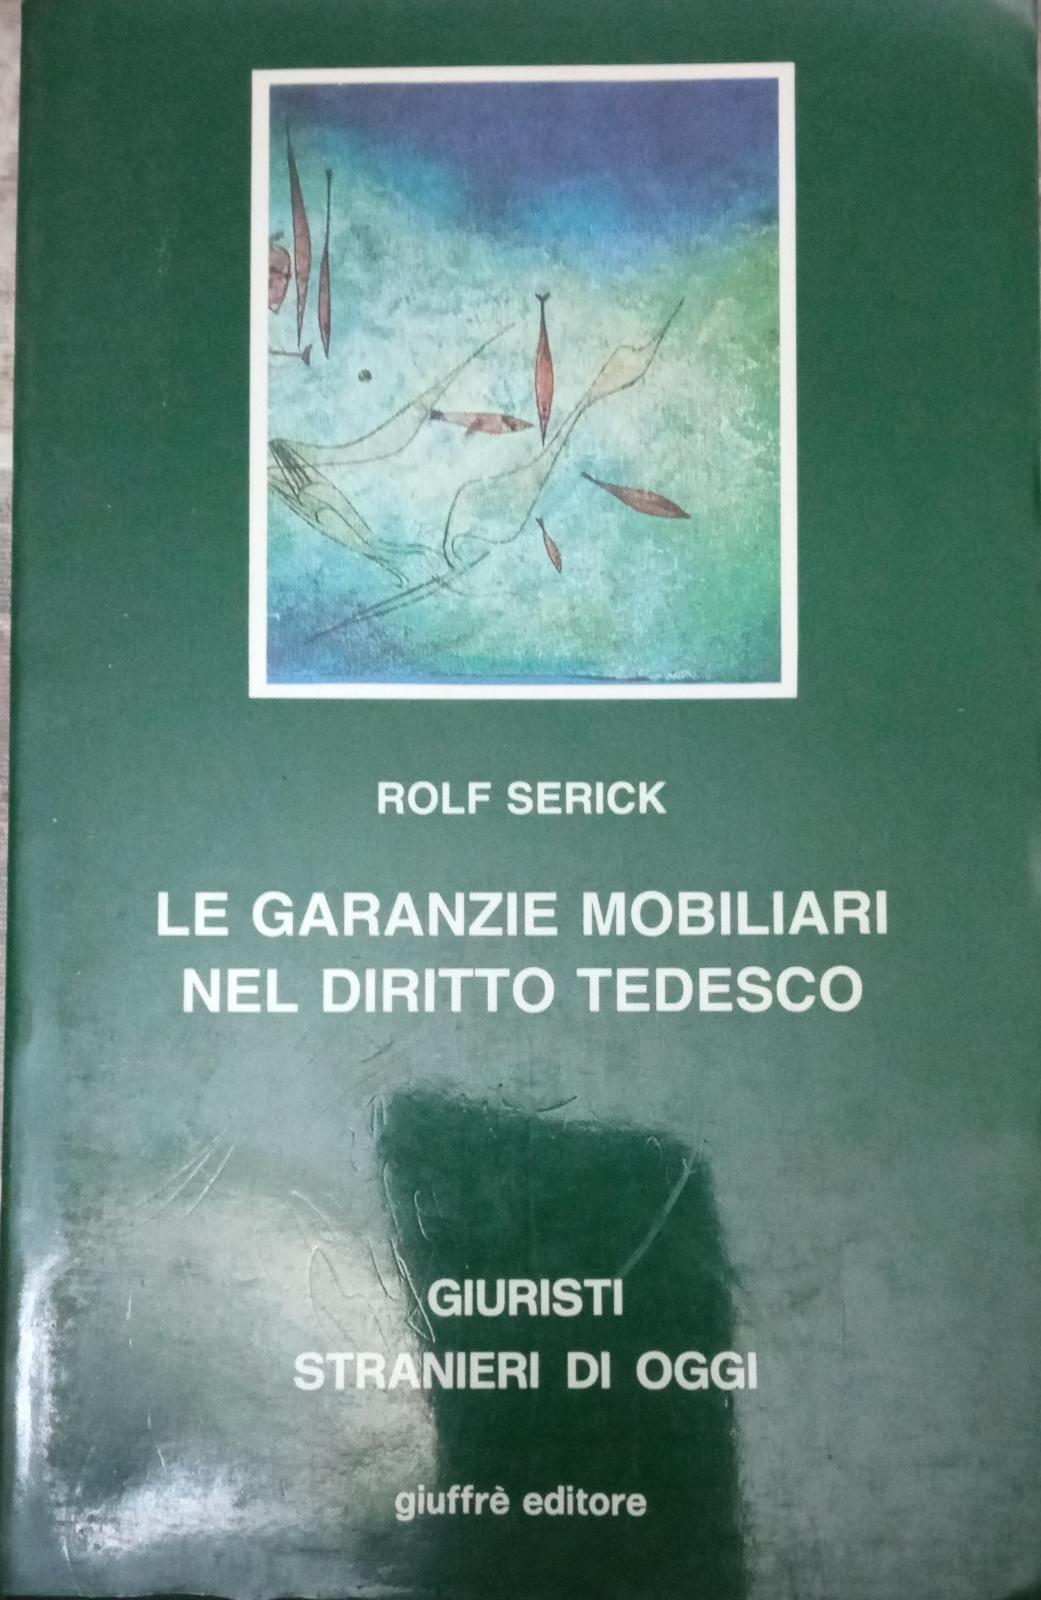 ROLF SERICK
LE GARANZIE MOBILIARI
NEL DIRITTO TEDESCO
GIURISTI
STRANIERI DI OGGI
giuffrè editore